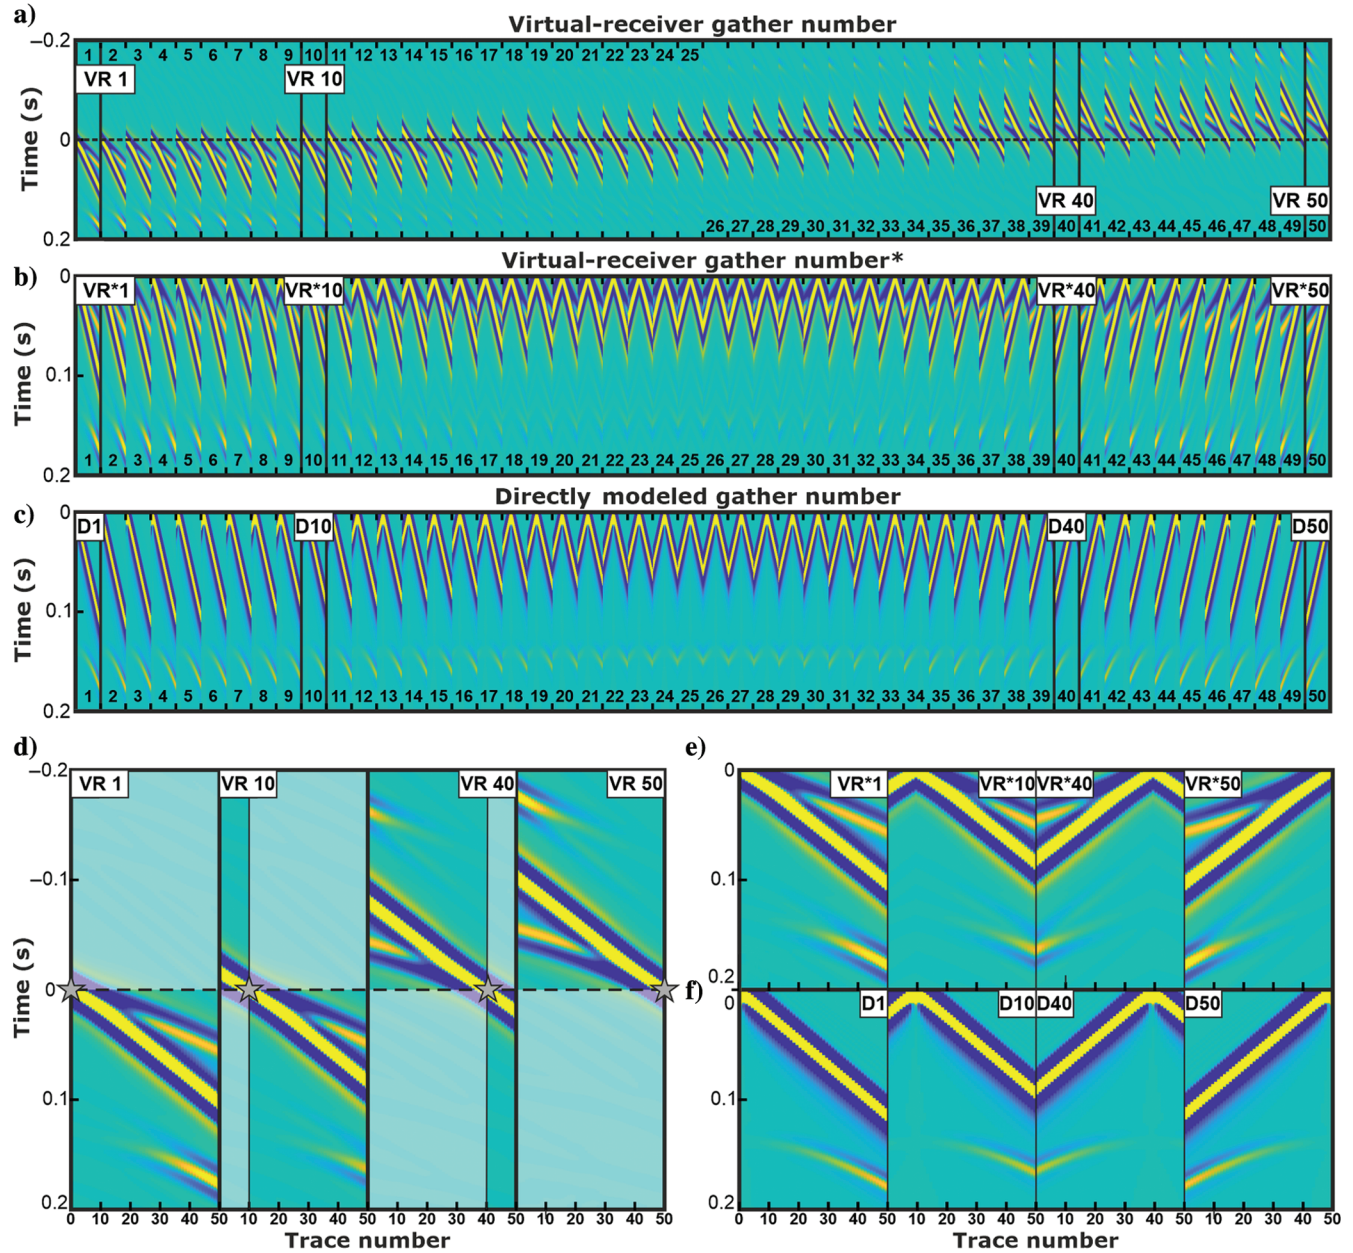 a)
Virtual-receiver gather number
1 2 3 4 5 6 7 8 9 10 11 12 13 14 15 16 17 18 19 20 21 22 23 24 25
VR 1 VR 10
–0.2
0
0.2
Time (s)
VR 40 VR 50
26 27 28 29 30 31 32 33 34 35 36 37 38 39 40 41 42 43 44 45 46 47 48 49 50
b)
Virtual-receiver gather number*
VR*1 VR*10 VR*40 VR*50
0
0.1
0.2
Time (s)
1 2 3 4 5 6 7 8 9 10 11 12 13 14 15 16 17 18 19 20 21 22 23 24 25 26 27 28 29 30 31 32 33 34 35 36 37 38 39 40 41 42 43 44 45 46 47 48 49 50
c)
Directly modeled gather number
D1 D10 D40 D50
0
0.1
0.2
Time (s)
1 2 3 4 5 6 7 8 9 10 11 12 13 14 15 16 17 18 19 20 21 22 23 24 25 26 27 28 29 30 31 32 33 34 35 36 37 38 39 40 41 42 43 44 45 46 47 48 49 50
d)
VR 1 VR 10 VR 40 VR 50
–0.2
–0.1
0
0.1
0.2
Time (s)
0 10 20 30 40 50 10 20 30 40 50 10 20 30 40 50 10 20 30 40 50
Trace number
e)
VR*1 VR*10 VR*40 VR*50
0
0.1
0.2
f)
D1 D10 D40 D50
0
0.1
0.2
0 10 20 30 40 50 10 20 30 40 50 10 20 30 40 50 10 20 30 40 50
Trace number